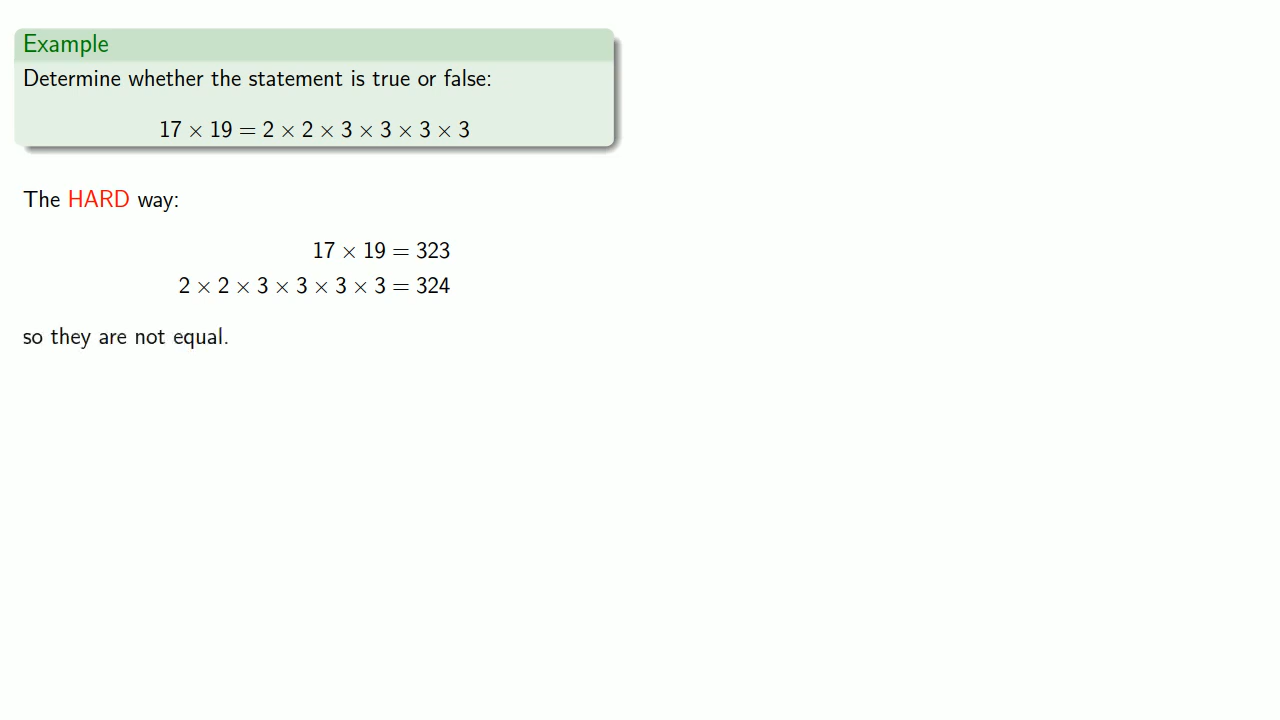 Example
Determine whether the statement is true or false:
17 × 19 = 2 × 2 × 3 × 3 × 3 × 3
The HARD way:
17 × 19 = 323
2 × 2 × 3 × 3 × 3 × 3 = 324
so they are not equal.